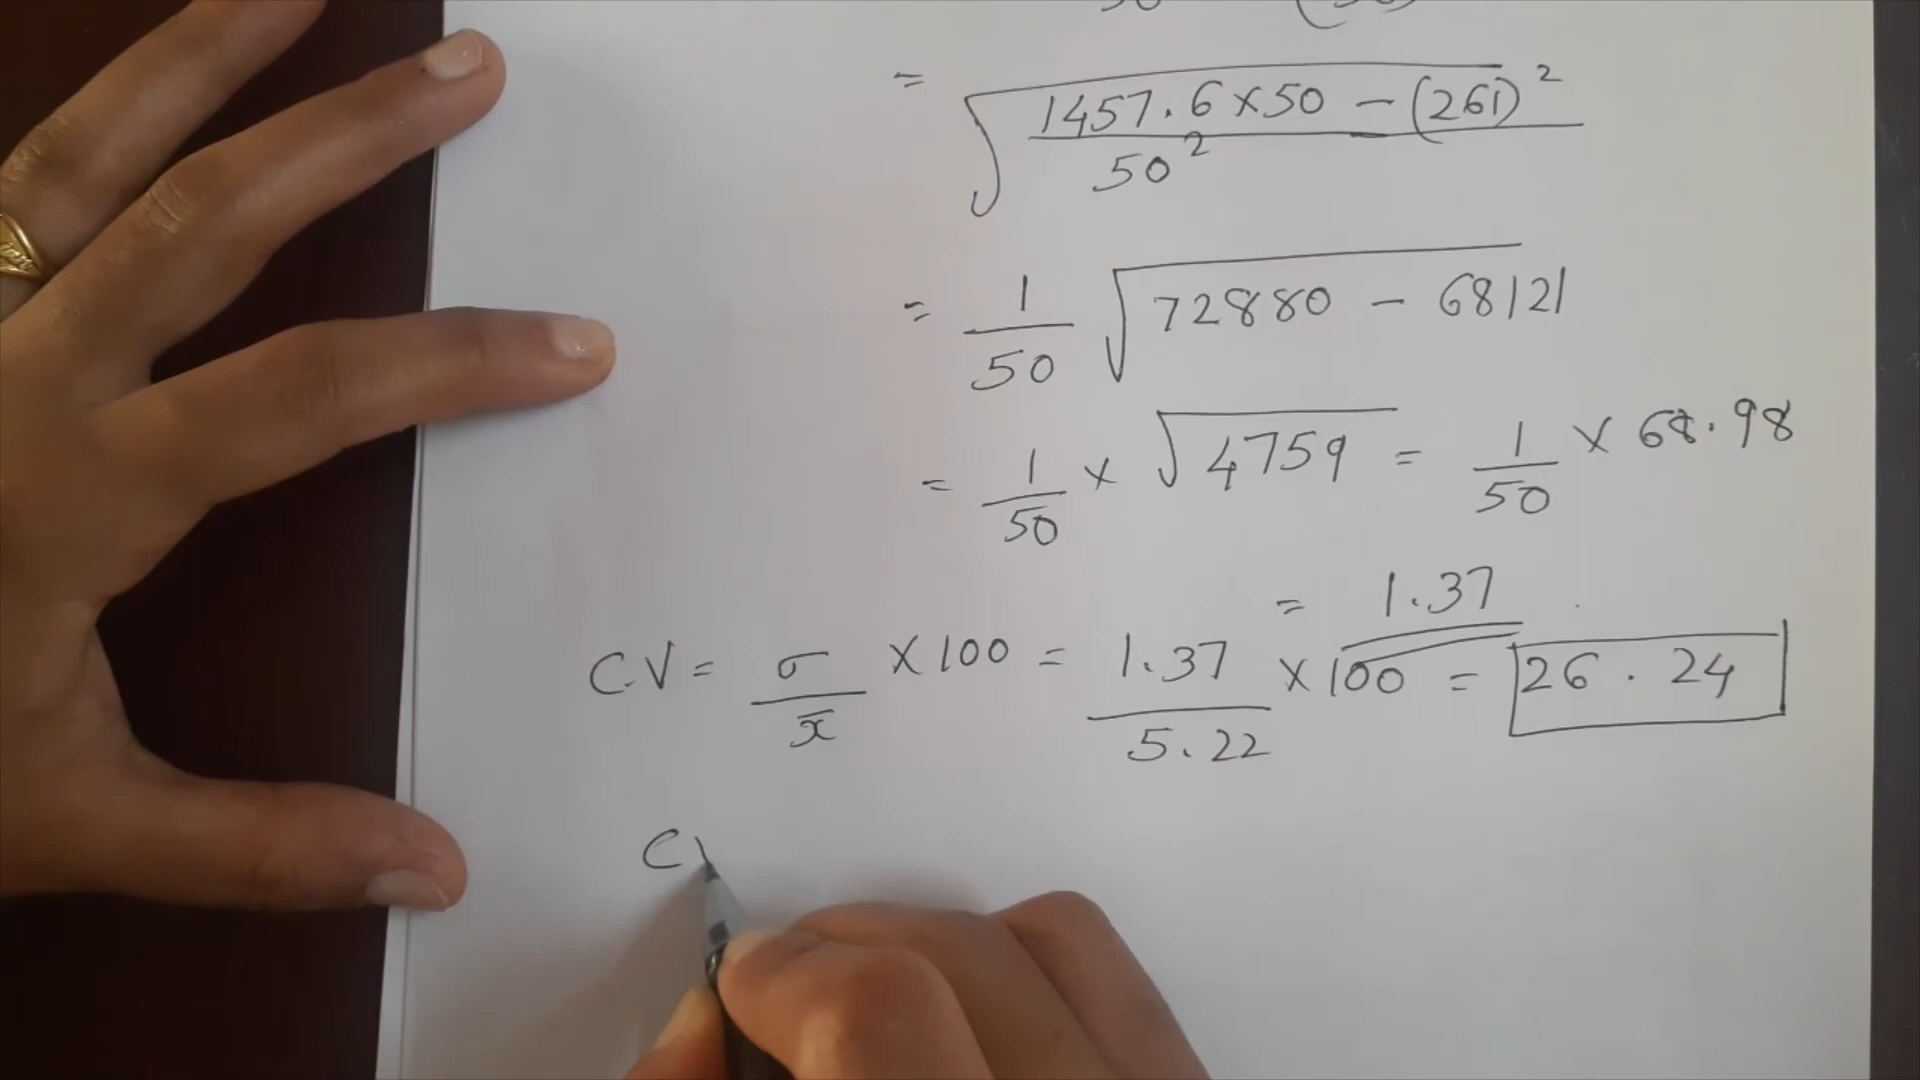 = √ 1457.6 × 50 − (261)²
50²
= 1/50 √ 72880 − 68121
= 1/50 × √4759 = 1/50 × 68.98
= 1.37
C.V = σ/x̄ × 100 = 1.37/5.22 × 100 = 26.24
C